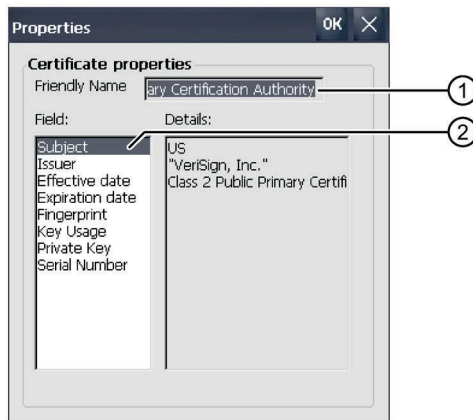 Properties OK
Certificate properties
Friendly Name ary Certification Authority
1
Field: Details:
2
Subject
Issuer
Effective date
Expiration date
Fingerprint
Key Usage
Private Key
Serial Number
US
"VeriSign, Inc."
Class 2 Public Primary Certifi